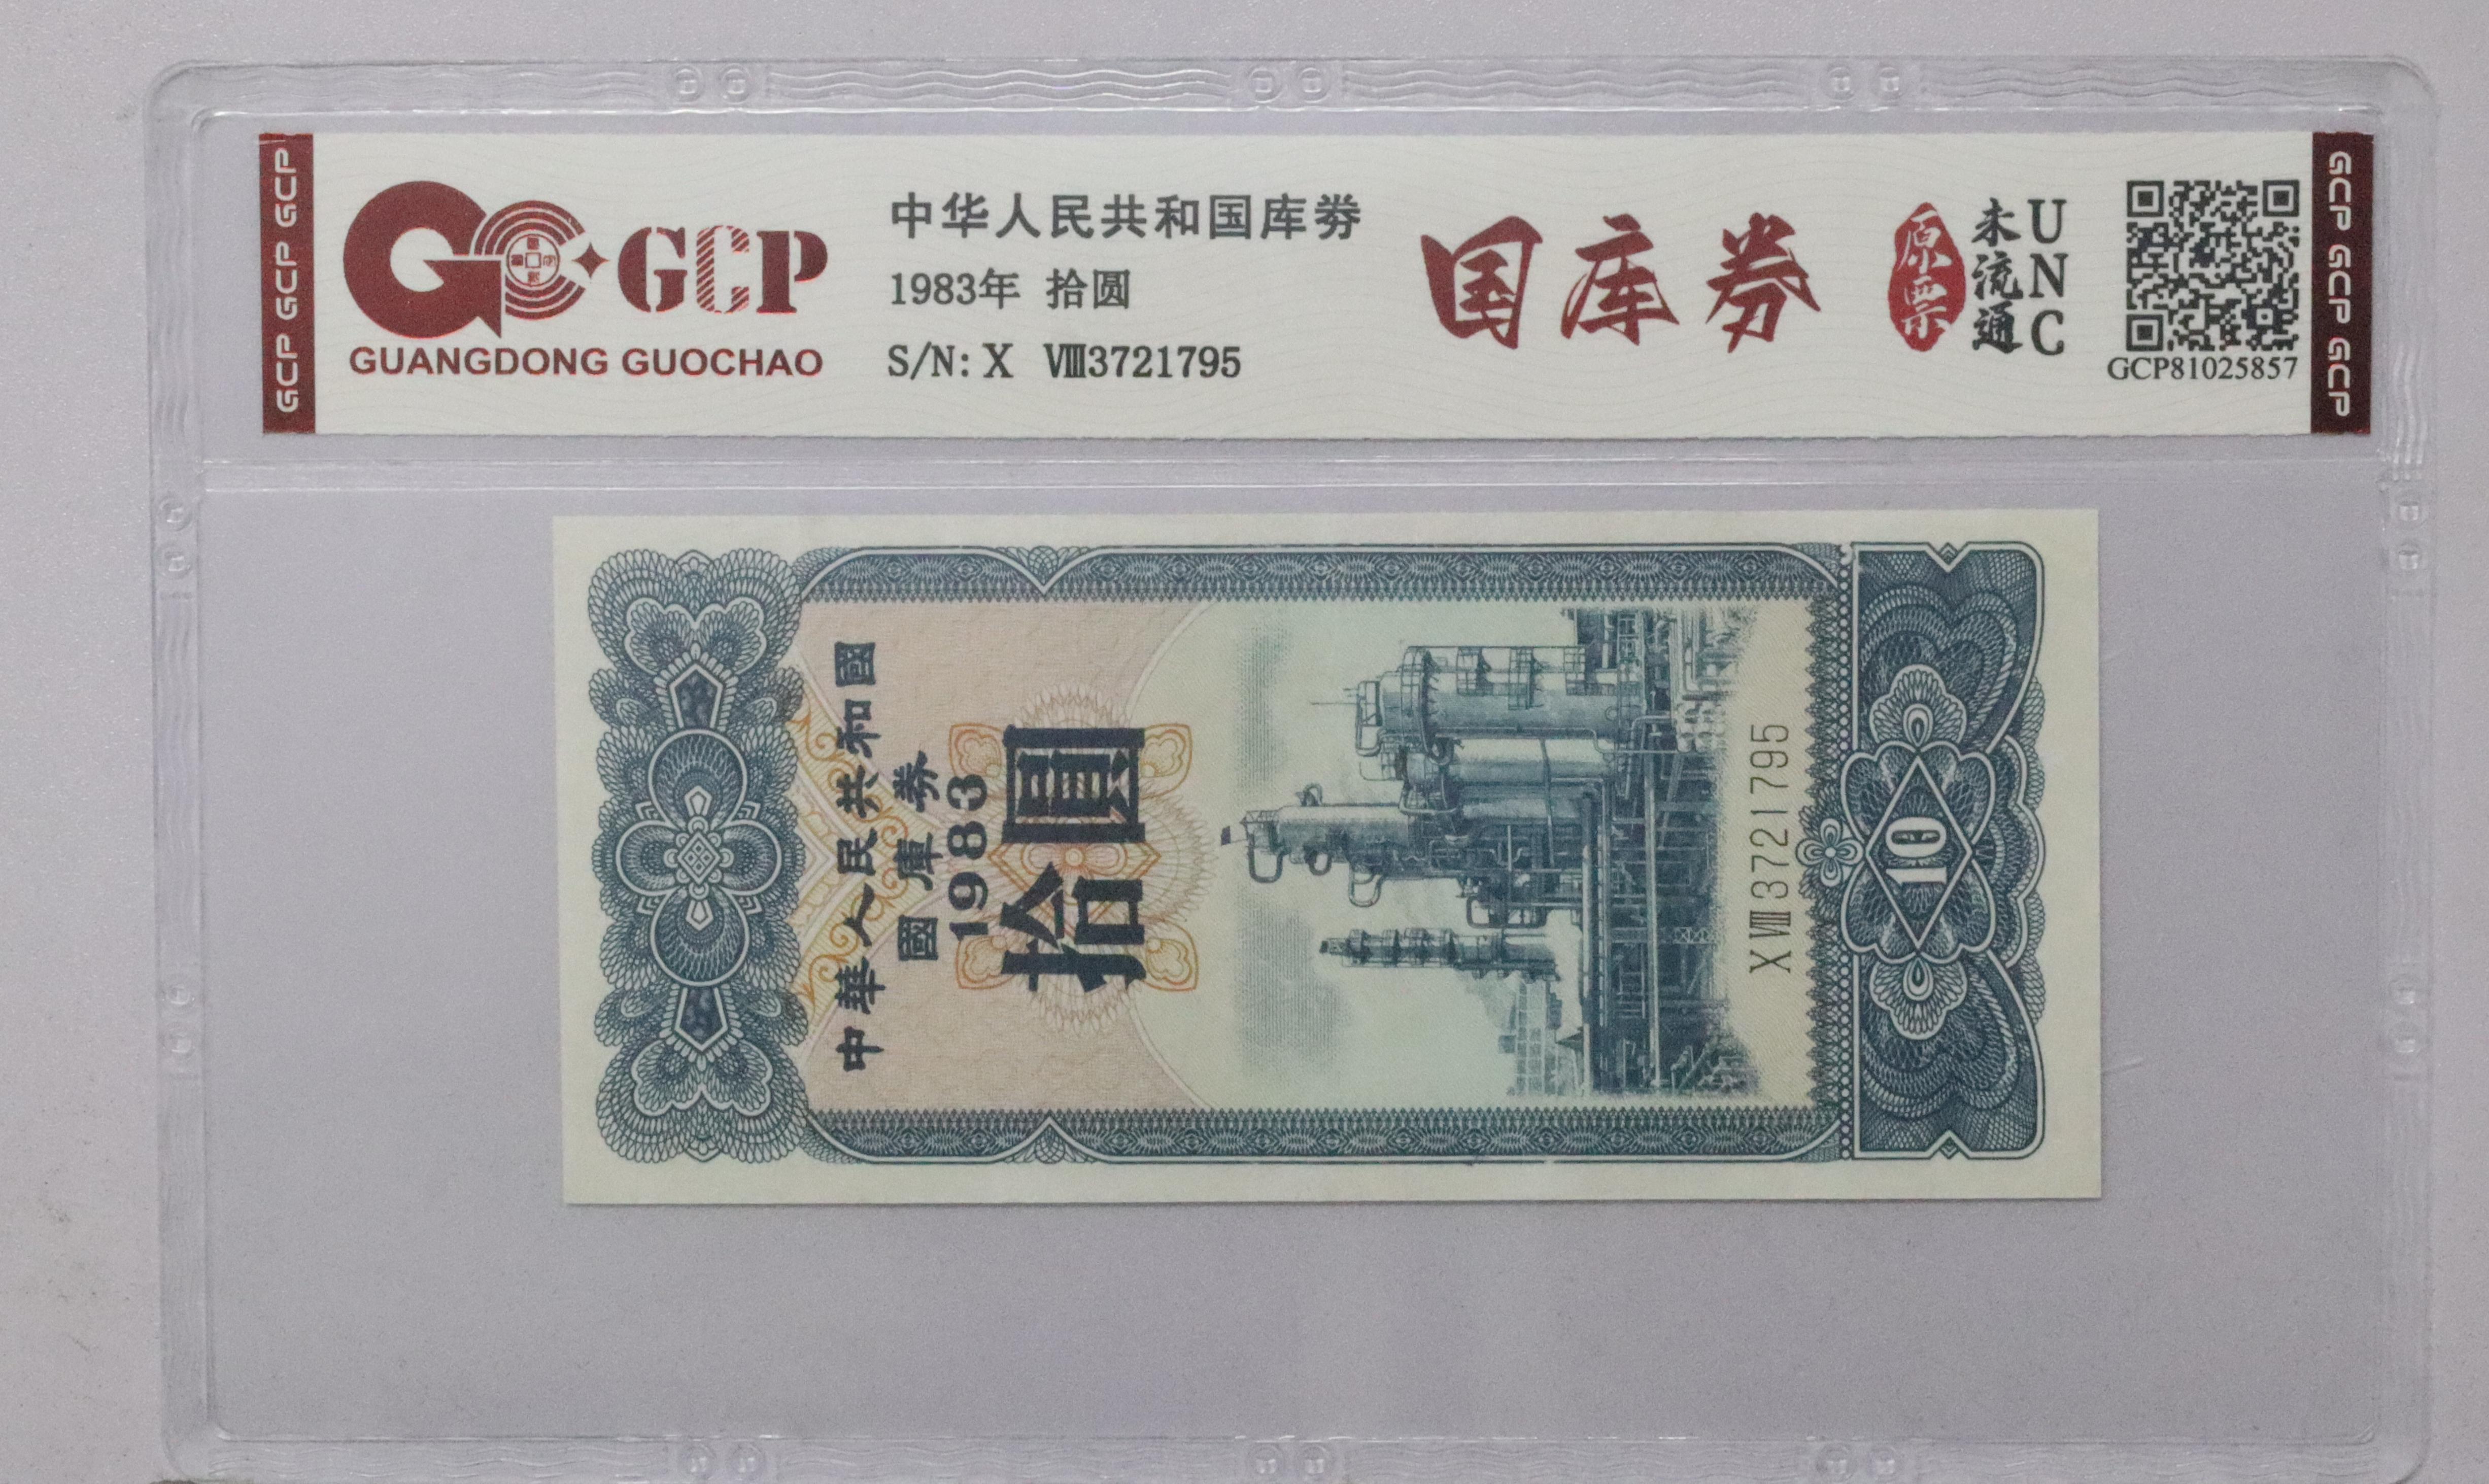 GCP GCP GCP
GCP
GUANGDONG GUOCHAO
中华人民共和国库劵
1983年 拾圆
S/N: X Ⅷ3721795
国库券
原票
未流通
UNC
GCP81025857
GCP GCP GCP
中華人民共和國
國庫券
1983
拾圓
XⅧ3721795
10